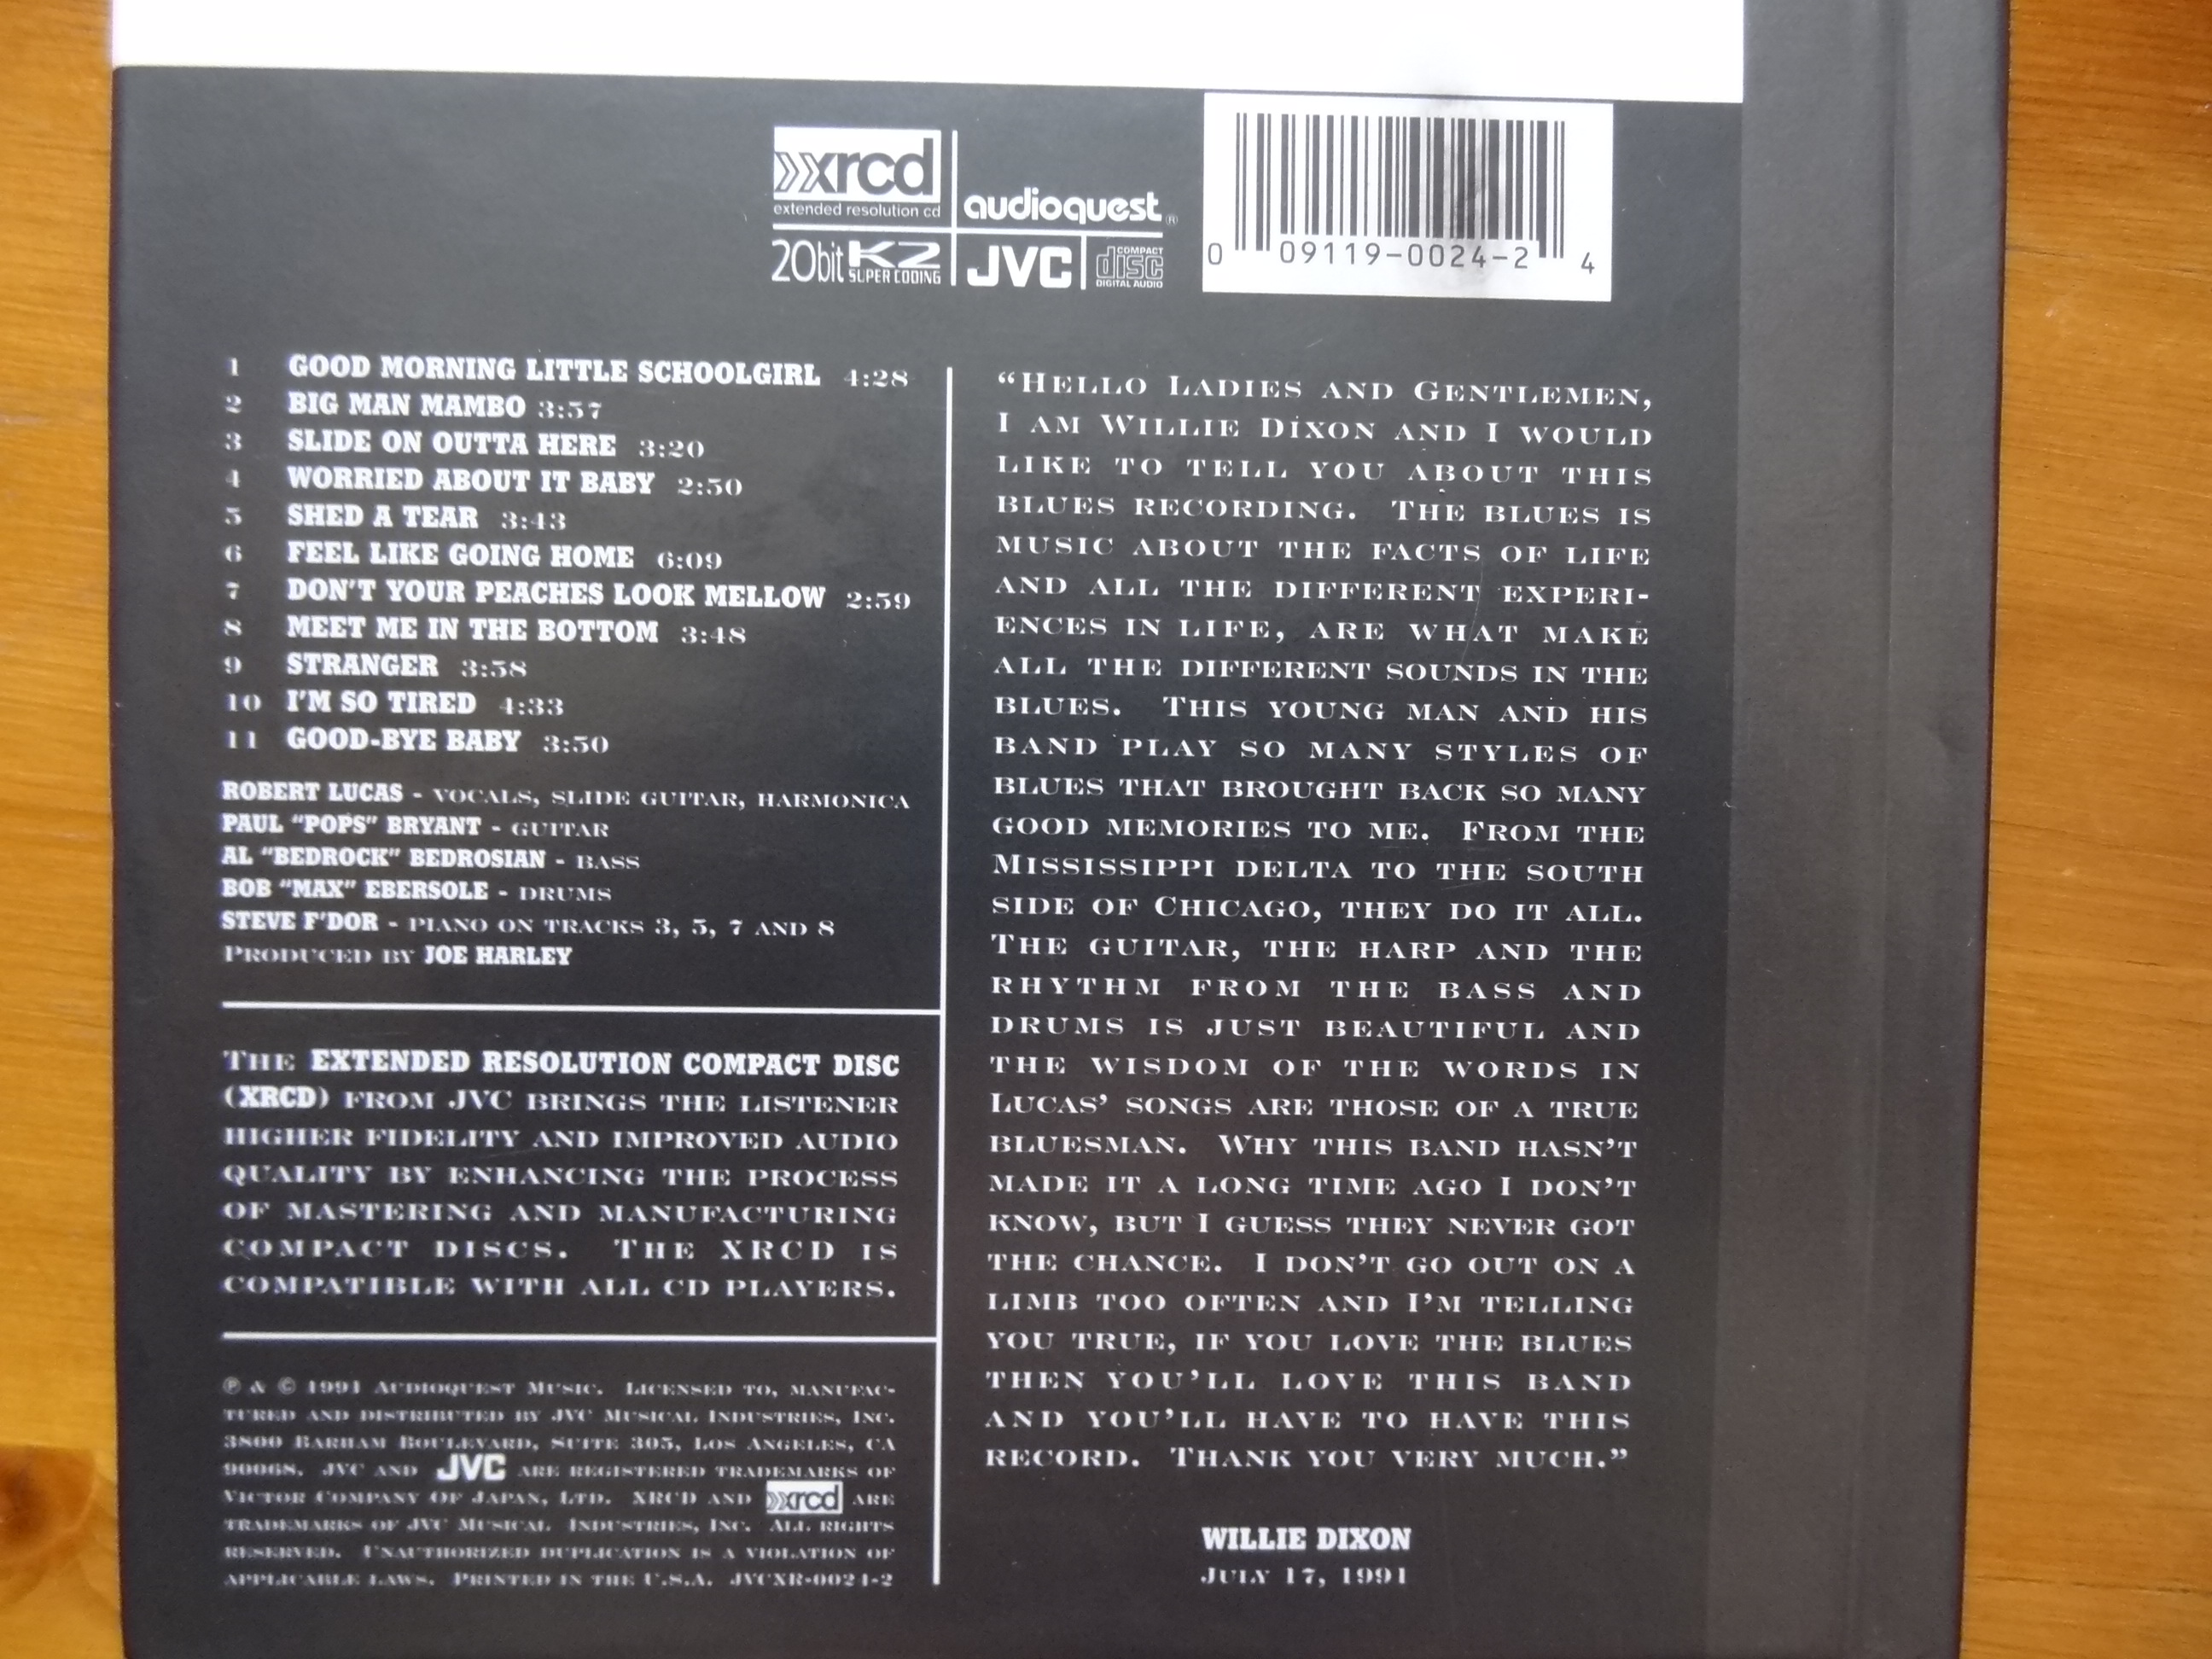 xrcd
extended resolution cd
audioquest®
20bit K2
SUPER CODING
JVC
COMPACT
disc
DIGITAL AUDIO
0 09119-0024-2 4
1 GOOD MORNING LITTLE SCHOOLGIRL 4:28
2 BIG MAN MAMBO 3:57
3 SLIDE ON OUTTA HERE 3:20
4 WORRIED ABOUT IT BABY 2:50
5 SHED A TEAR 3:43
6 FEEL LIKE GOING HOME 6:09
7 DON'T YOUR PEACHES LOOK MELLOW 2:59
8 MEET ME IN THE BOTTOM 3:48
9 STRANGER 3:58
10 I'M SO TIRED 4:33
11 GOOD-BYE BABY 3:50
ROBERT LUCAS - VOCALS, SLIDE GUITAR, HARMONICA
PAUL "POPS" BRYANT - GUITAR
AL "BEDROCK" BEDROSIAN - BASS
BOB "MAX" EBERSOLE - DRUMS
STEVE F'DOR - PIANO ON TRACKS 3, 5, 7 AND 8
PRODUCED BY JOE HARLEY
THE EXTENDED RESOLUTION COMPACT DISC
(XRCD) FROM JVC BRINGS THE LISTENER
HIGHER FIDELITY AND IMPROVED AUDIO
QUALITY BY ENHANCING THE PROCESS
OF MASTERING AND MANUFACTURING
COMPACT DISCS. THE XRCD IS
COMPATIBLE WITH ALL CD PLAYERS.
℗ & © 1991 AUDIOQUEST MUSIC. LICENSED TO, MANUFAC-
TURED AND DISTRIBUTED BY JVC MUSICAL INDUSTRIES, INC.
3800 BARHAM BOULEVARD, SUITE 305, LOS ANGELES, CA
90068. JVC AND JVC ARE REGISTERED TRADEMARKS OF
VICTOR COMPANY OF JAPAN, LTD. XRCD AND xrcd ARE
TRADEMARKS OF JVC MUSICAL INDUSTRIES, INC. ALL RIGHTS
RESERVED. UNAUTHORIZED DUPLICATION IS A VIOLATION OF
APPLICABLE LAWS. PRINTED IN THE U.S.A. JVCXR-0024-2
"HELLO LADIES AND GENTLEMEN,
I AM WILLIE DIXON AND I WOULD
LIKE TO TELL YOU ABOUT THIS
BLUES RECORDING. THE BLUES IS
MUSIC ABOUT THE FACTS OF LIFE
AND ALL THE DIFFERENT EXPERI-
ENCES IN LIFE, ARE WHAT MAKE
ALL THE DIFFERENT SOUNDS IN THE
BLUES. THIS YOUNG MAN AND HIS
BAND PLAY SO MANY STYLES OF
BLUES THAT BROUGHT BACK SO MANY
GOOD MEMORIES TO ME. FROM THE
MISSISSIPPI DELTA TO THE SOUTH
SIDE OF CHICAGO, THEY DO IT ALL.
THE GUITAR, THE HARP AND THE
RHYTHM FROM THE BASS AND
DRUMS IS JUST BEAUTIFUL AND
THE WISDOM OF THE WORDS IN
LUCAS' SONGS ARE THOSE OF A TRUE
BLUESMAN. WHY THIS BAND HASN'T
MADE IT A LONG TIME AGO I DON'T
KNOW, BUT I GUESS THEY NEVER GOT
THE CHANCE. I DON'T GO OUT ON A
LIMB TOO OFTEN AND I'M TELLING
YOU TRUE, IF YOU LOVE THE BLUES
THEN YOU'LL LOVE THIS BAND
AND YOU'LL HAVE TO HAVE THIS
RECORD. THANK YOU VERY MUCH."
WILLIE DIXON
JULY 17, 1991